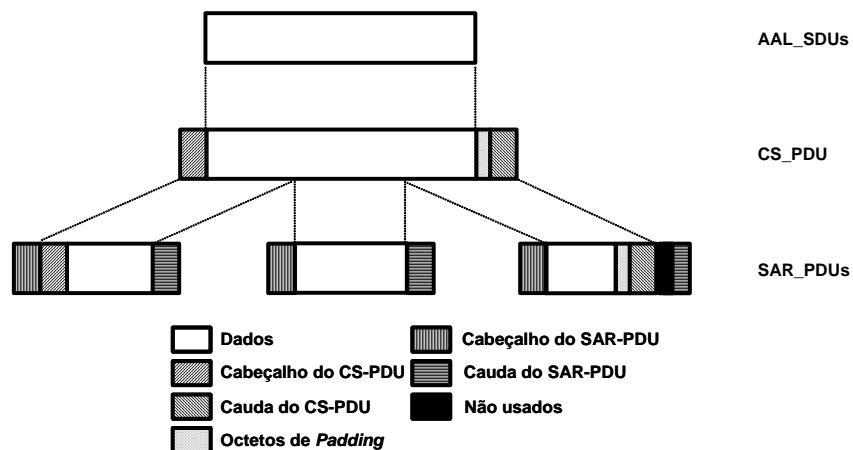 AAL_SDUs
CS_PDU
SAR_PDUs
Dados
Cabeçalho do SAR-PDU
Cabeçalho do CS-PDU
Cauda do SAR-PDU
Cauda do CS-PDU
Não usados
Octetos de Padding